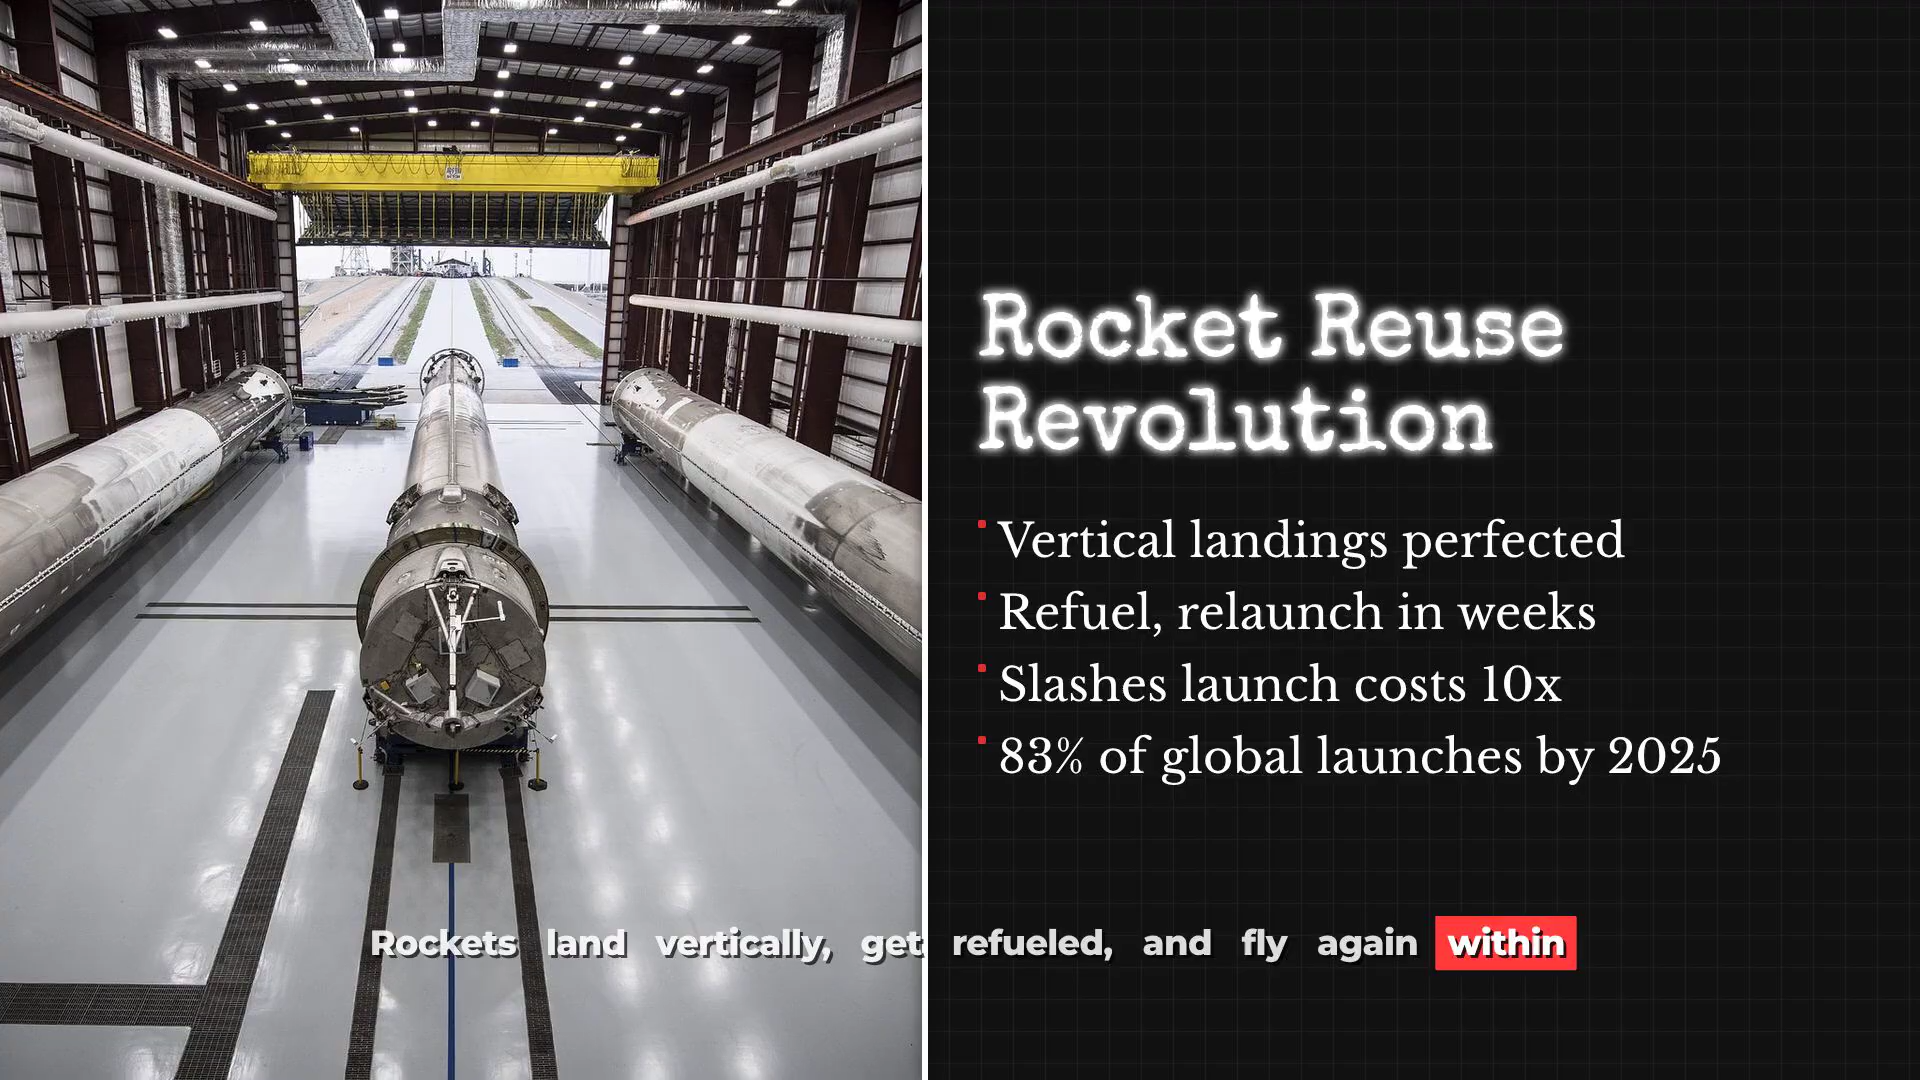 Rocket Reuse
Revolution
Vertical landings perfected
Refuel, relaunch in weeks
Slashes launch costs 10x
83% of global launches by 2025
Rockets land vertically, get refueled, and fly again within